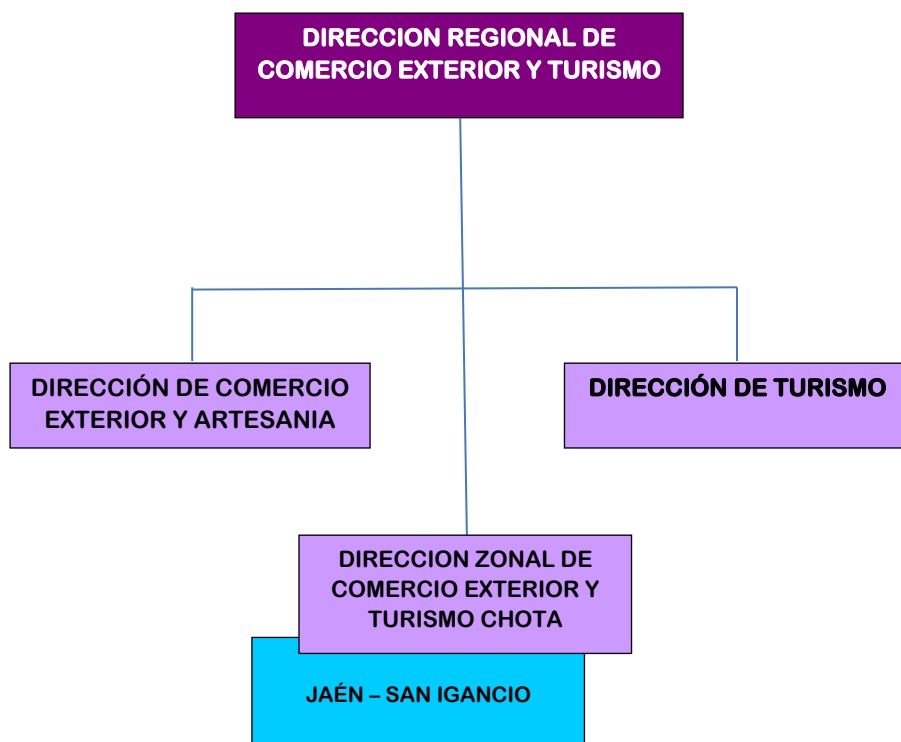 DIRECCION REGIONAL DE
COMERCIO EXTERIOR Y TURISMO
DIRECCIÓN DE COMERCIO
EXTERIOR Y ARTESANIA
DIRECCIÓN DE TURISMO
DIRECCION ZONAL DE
COMERCIO EXTERIOR Y
TURISMO CHOTA
JAÉN – SAN IGANCIO